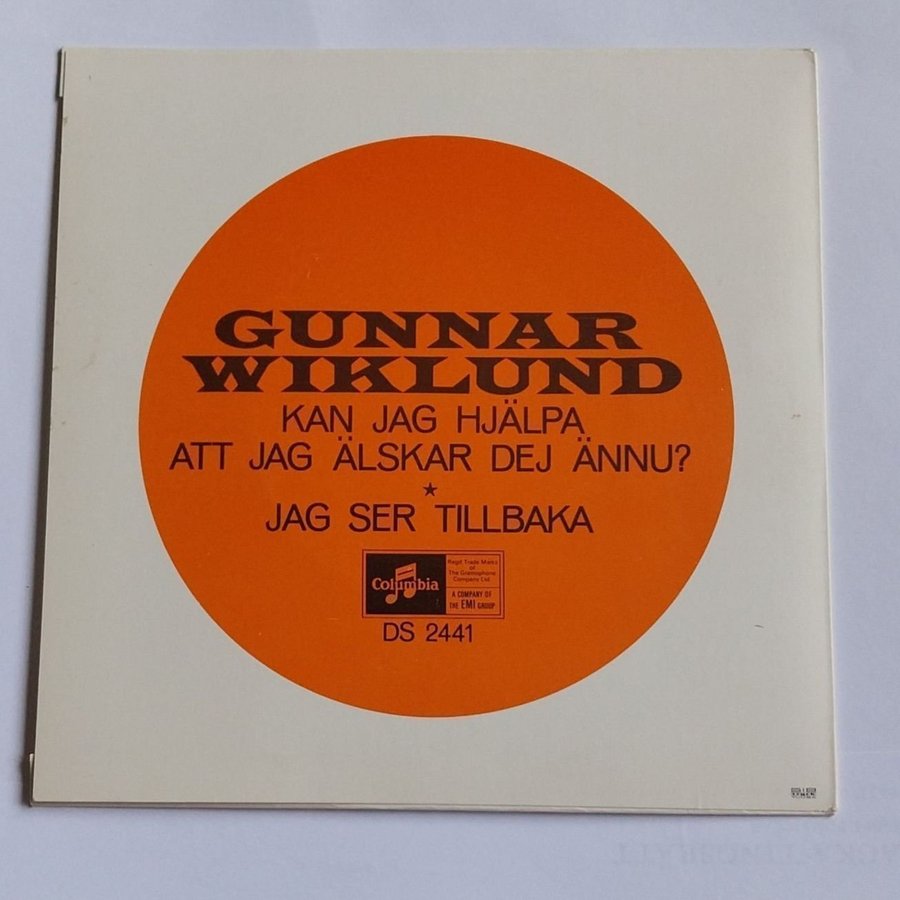 GUNNAR
WIKLUND
KAN JAG HJÄLPA
ATT JAG ÄLSKAR DEJ ÄNNU?
JAG SER TILLBAKA
Columbia
Regd Trade Marks
of
The Gramophone
Company Ltd.
A COMPANY OF
THE EMI GROUP
DS 2441